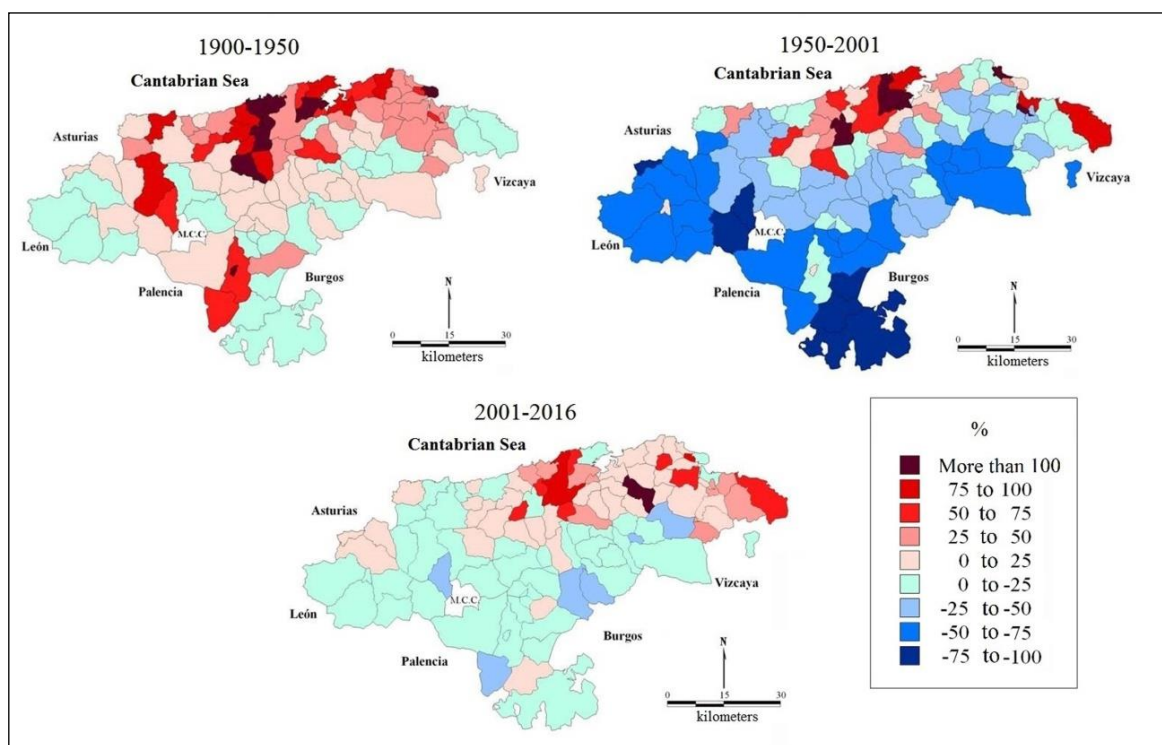 1900-1950
Cantabrian Sea
Asturias
Vizcaya
M.C.C.
León
Burgos
Palencia
N
0 15 30
kilometers
1950-2001
Cantabrian Sea
Asturias
Vizcaya
M.C.C.
León
Burgos
Palencia
N
0 15 30
kilometers
2001-2016
Cantabrian Sea
Asturias
Vizcaya
M.C.C.
León
Burgos
Palencia
N
0 15 30
kilometers
%
More than 100
75 to 100
50 to 75
25 to 50
0 to 25
0 to -25
-25 to -50
-50 to -75
-75 to -100